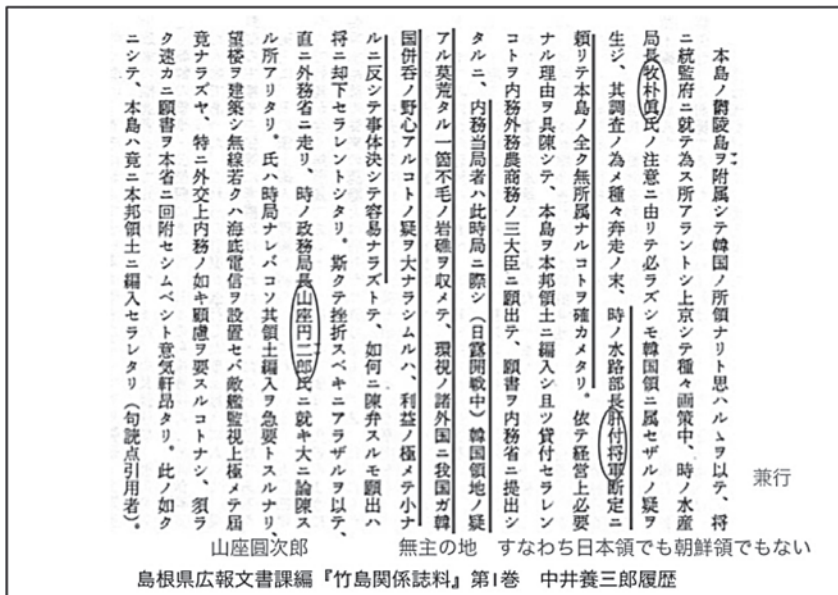 本島ノ欝陵島ヲ附属シテ韓国ノ所領ナリト思ハルヽヲ以テ、将
ニ統監府ニ就テ為ス所アラントシ上京シテ種々画策中、時ノ水産
局長牧朴眞氏ノ注意ニ由リテ必ラズシモ韓国領ニ属セザルノ疑ヲ
生ジ、其調査ノ為メ種々奔走ノ末、時ノ水路部長肝付将軍断定ニ
頼リテ本島ノ全ク無所属ナルコトヲ確カメタリ。依テ経営上必要
ナル理由ヲ具陳シテ、本島ヲ本邦領土ニ編入シ且ツ貸付セラレン
コトヲ内務外務農商務ノ三大臣ニ願出テ、願書ヲ内務省ニ提出シ
タルニ、内務当局者ハ此時局ニ際シ（日露開戦中）韓国領地ノ疑
アル莫荒タル一箇不毛ノ岩礁ヲ収メテ、環視ノ諸外国ニ我国ガ韓
国併呑ノ野心アルコトノ疑ヲ大ナラシムルハ、利益ノ極メテ小ナ
ルニ反シテ事体決シテ容易ナラズトテ、如何ニ陳弁スルモ願出ハ
将ニ却下セラレントシタリ。斯クテ挫折スベキニアラザルヲ以テ、
直ニ外務省ニ走リ、時ノ政務局長山座円二郎氏ニ就キ大ニ論陳ス
ル所アリタリ。氏ハ時局ナレバコソ其領土編入ヲ急要トスルナリ、
望楼ヲ建築シ無線若クハ海底電信ヲ設置セバ敵艦監視上極メテ届
竟ナラズヤ、特ニ外交上内務ノ如キ顧慮ヲ要スルコトナシ、須ラ
ク速カニ願書ヲ本省ニ回附セシムベシト意気軒昂タリ。此ノ如ク
ニシテ、本島ハ竟ニ本邦領土ニ編入セラレタリ（句読点引用者）。
兼行
山座圓次郎
無主の地　すなわち日本領でも朝鮮領でもない
島根県広報文書課編『竹島関係誌料』第1巻　中井養三郎履歴